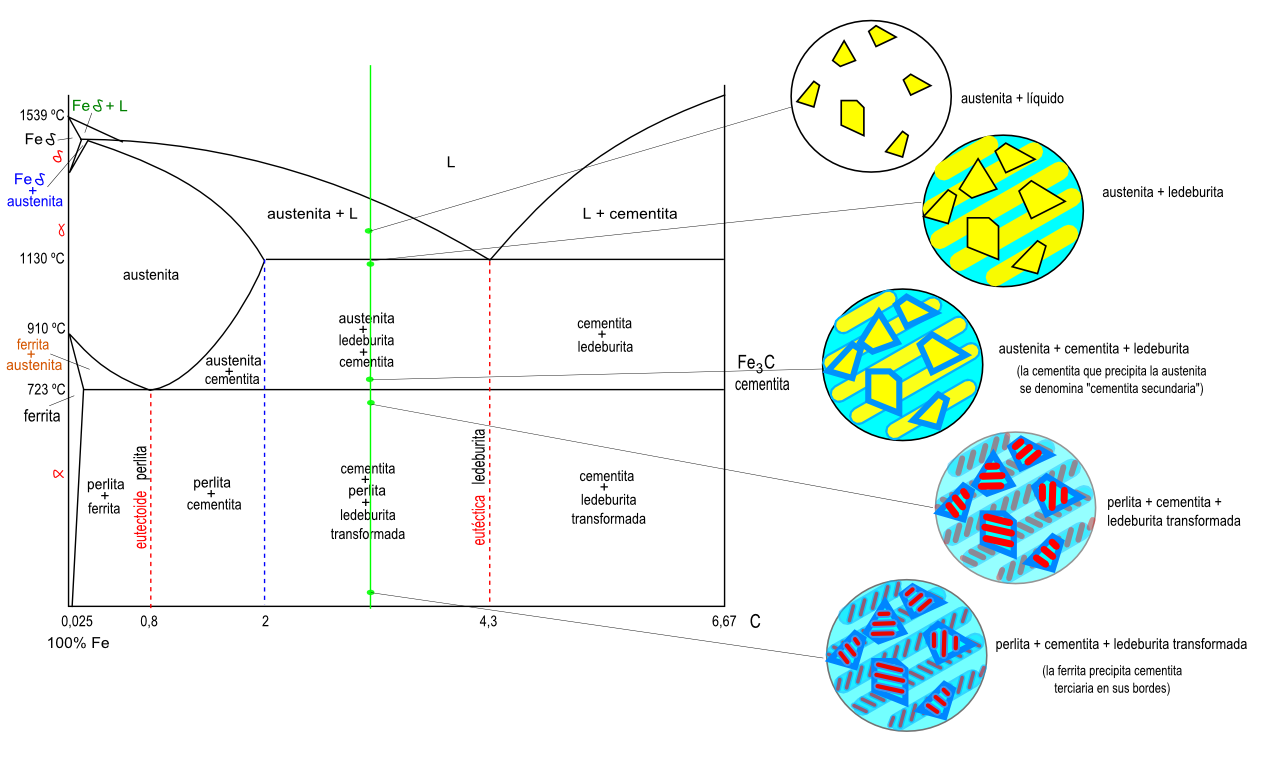 Feδ + L
1539 ºC
Feδ
δ
Feδ
+
austenita
γ
1130 ºC
910 ºC
ferrita
+
austenita
723 ºC
ferrita
α
L
austenita + L
L + cementita
austenita
austenita
+
cementita
austenita
+
ledeburita
+
cementita
cementita
+
ledeburita
Fe3C
cementita
perlita
+
ferrita
eutectoide perlita
perlita
+
cementita
cementita
+
perlita
+
ledeburita
transformada
eutéctica ledeburita
cementita
+
ledeburita
transformada
0,025
0,8
2
4,3
6,67
C
100% Fe
austenita + líquido
austenita + ledeburita
austenita + cementita + ledeburita
(la cementita que precipita la austenita
se denomina "cementita secundaria")
perlita + cementita +
ledeburita transformada
perlita + cementita + ledeburita transformada
(la ferrita precipita cementita
terciaria en sus bordes)